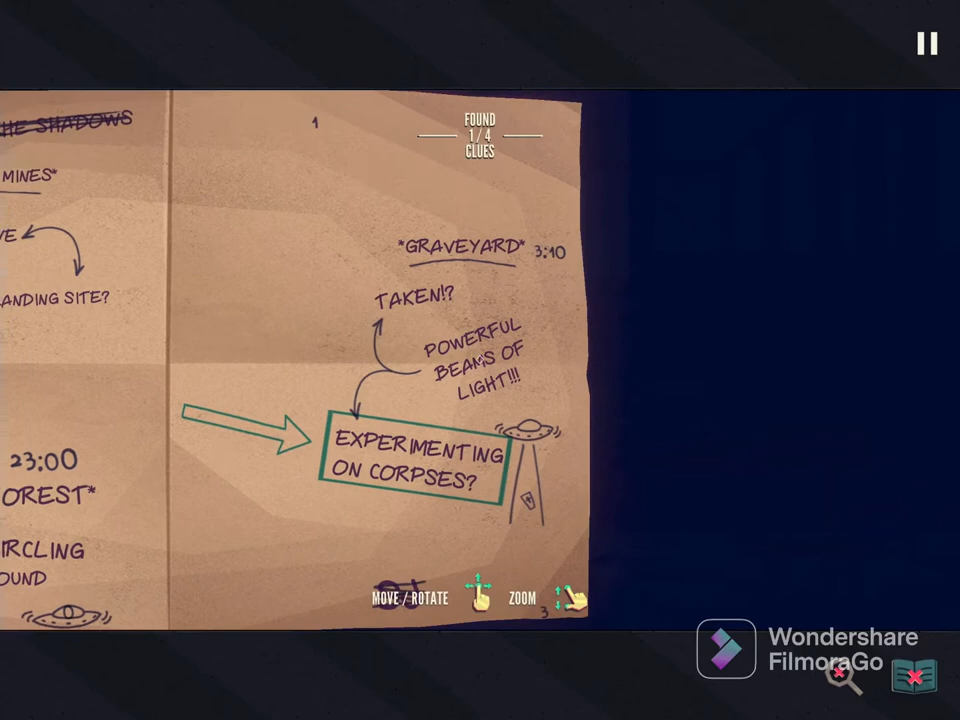 HE SHADOWS
1
FOUND
1/4
CLUES
MINES*
*GRAVEYARD* 3:10
VE
ANDING SITE?
TAKEN!?
POWERFUL
BEAMS OF
LIGHT!!!
EXPERIMENTING
ON CORPSES?
23:00
OREST*
IRCLING
OUND
MOVE / ROTATE
ZOOM
3
Wondershare
FilmoraGo